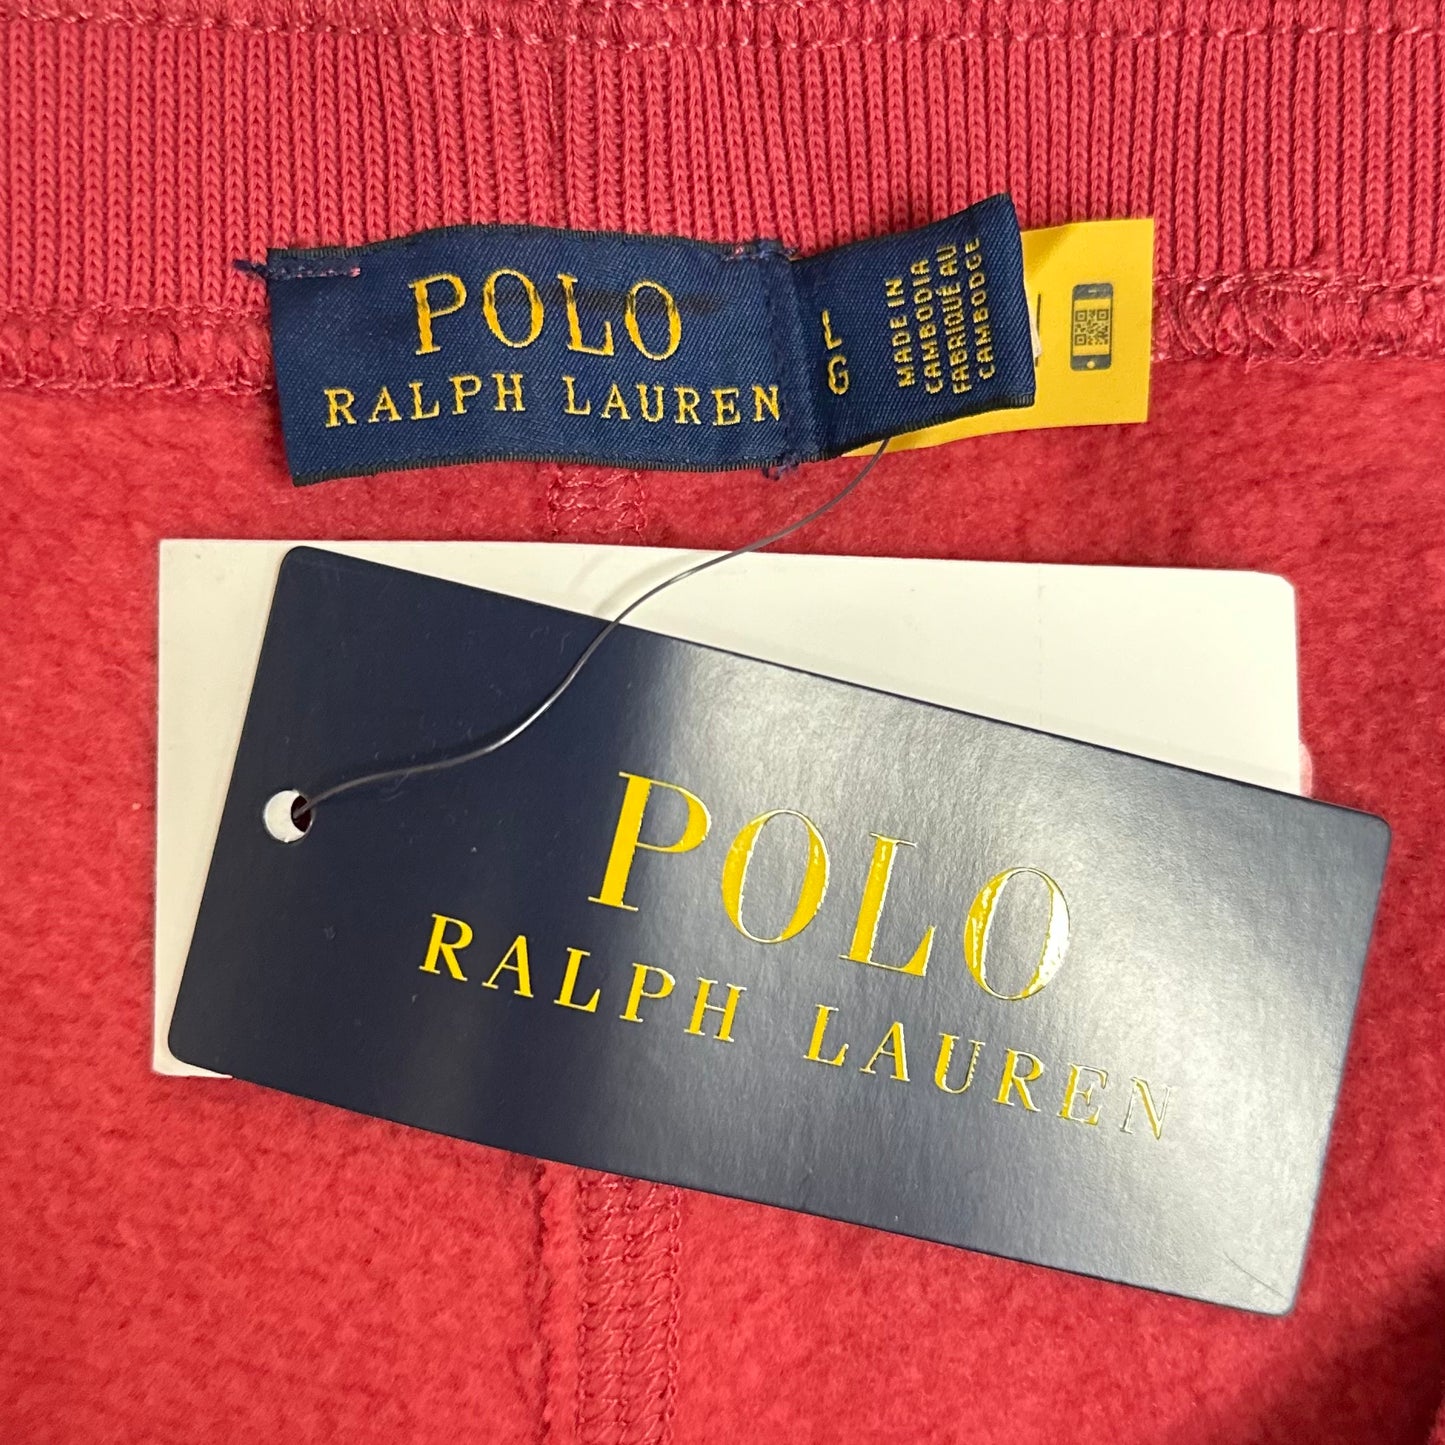 POLO
RALPH LAUREN
L
G
MADE IN
CAMBODIA
FABRIQUÉ AU
CAMBODGE
POLO
RALPH LAUREN